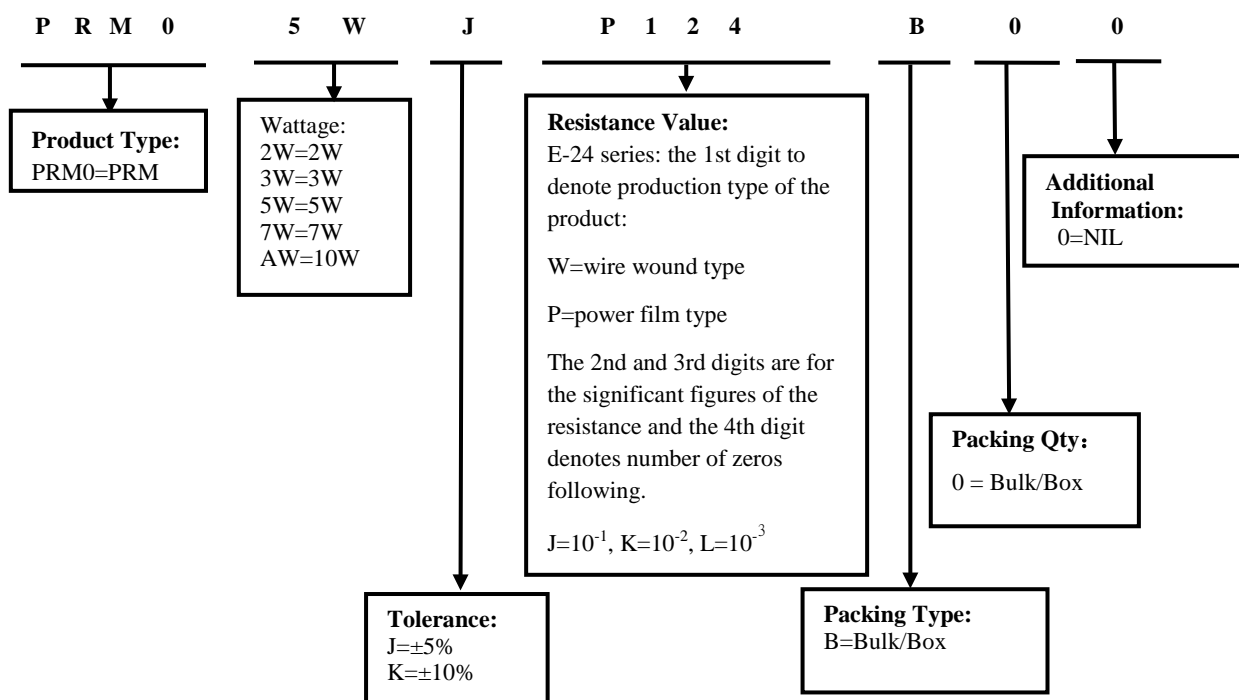 P R M 0 5 W J P 1 2 4 B 0 0
Product Type:
PRM0=PRM
Wattage:
2W=2W
3W=3W
5W=5W
7W=7W
AW=10W
Resistance Value:
E-24 series: the 1st digit to
denote production type of the
product:
W=wire wound type
P=power film type
The 2nd and 3rd digits are for
the significant figures of the
resistance and the 4th digit
denotes number of zeros
following.
J=10⁻¹, K=10⁻², L=10⁻³
Additional
Information:
0=NIL
Packing Qty：
0 = Bulk/Box
Tolerance:
J=±5%
K=±10%
Packing Type:
B=Bulk/Box